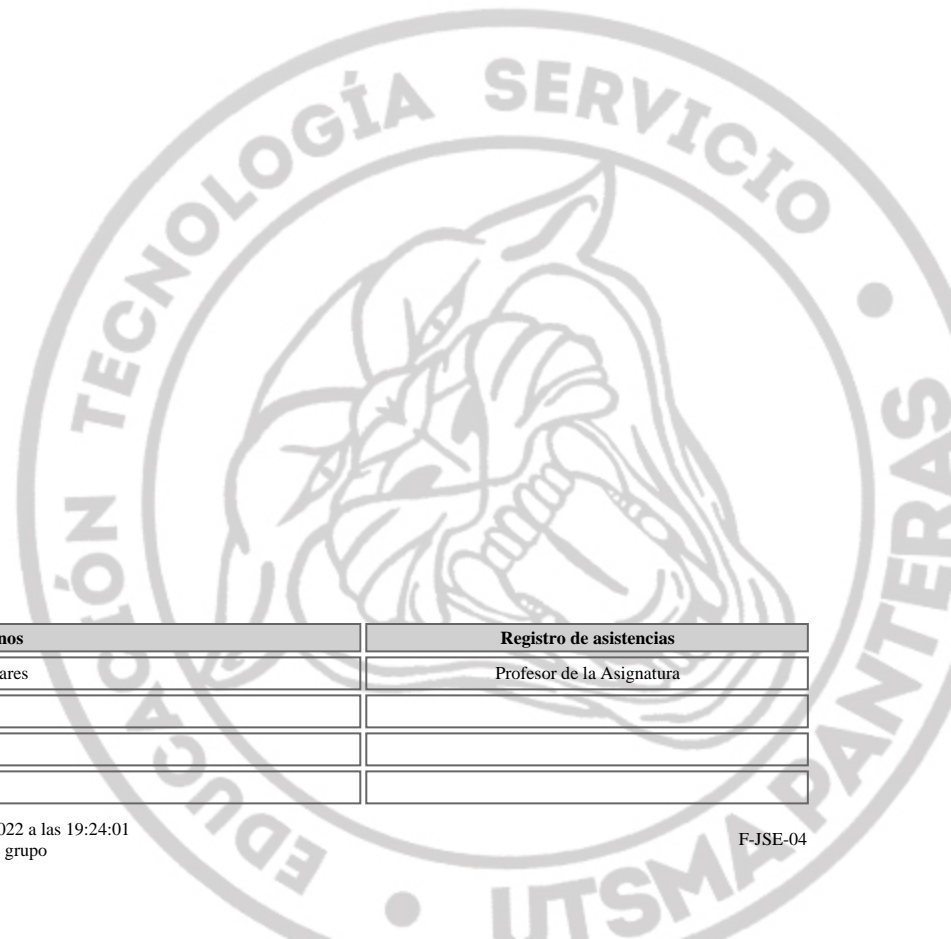 EDUCACIÓN TECNOLOGÍA SERVICIO • UTSMA PANTERAS •
nos Registro de asistencias
ares Profesor de la Asignatura
022 a las 19:24:01
grupo
F-JSE-04